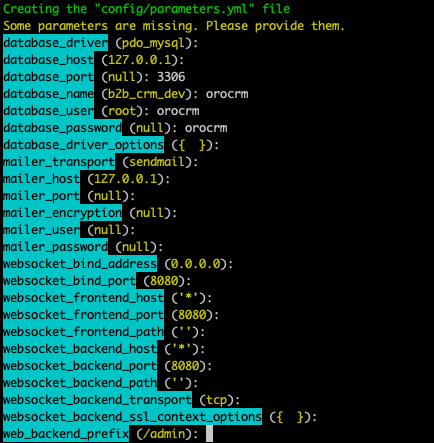 Creating the "config/parameters.yml" file
Some parameters are missing. Please provide them.
database_driver (pdo_mysql):
database_host (127.0.0.1):
database_port (null): 3306
database_name (b2b_crm_dev): orocrm
database_user (root): orocrm
database_password (null): orocrm
database_driver_options ({  }):
mailer_transport (sendmail):
mailer_host (127.0.0.1):
mailer_port (null):
mailer_encryption (null):
mailer_user (null):
mailer_password (null):
websocket_bind_address (0.0.0.0):
websocket_bind_port (8080):
websocket_frontend_host ('*'):
websocket_frontend_port (8080):
websocket_frontend_path (''):
websocket_backend_host ('*'):
websocket_backend_port (8080):
websocket_backend_path (''):
websocket_backend_transport (tcp):
websocket_backend_ssl_context_options ({  }):
web_backend_prefix (/admin):